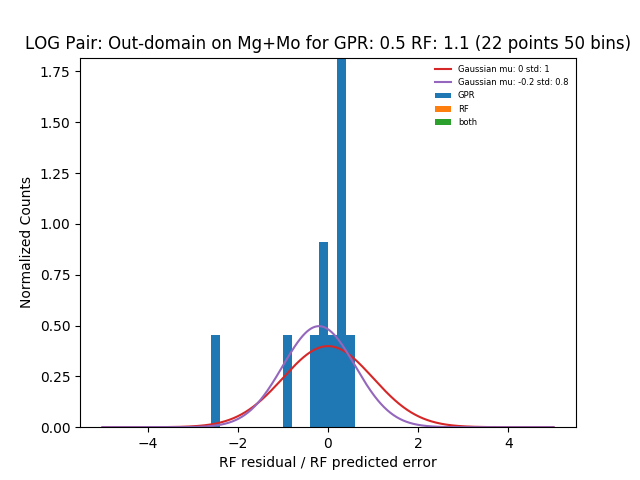 LOG Pair: Out-domain on Mg+Mo for GPR: 0.5 RF: 1.1 (22 points 50 bins)
Gaussian mu: 0 std: 1
Gaussian mu: -0.2 std: 0.8
GPR
RF
both
Normalized Counts
1.75
1.50
1.25
1.00
0.75
0.50
0.25
0.00
−4
−2
0
2
4
RF residual / RF predicted error